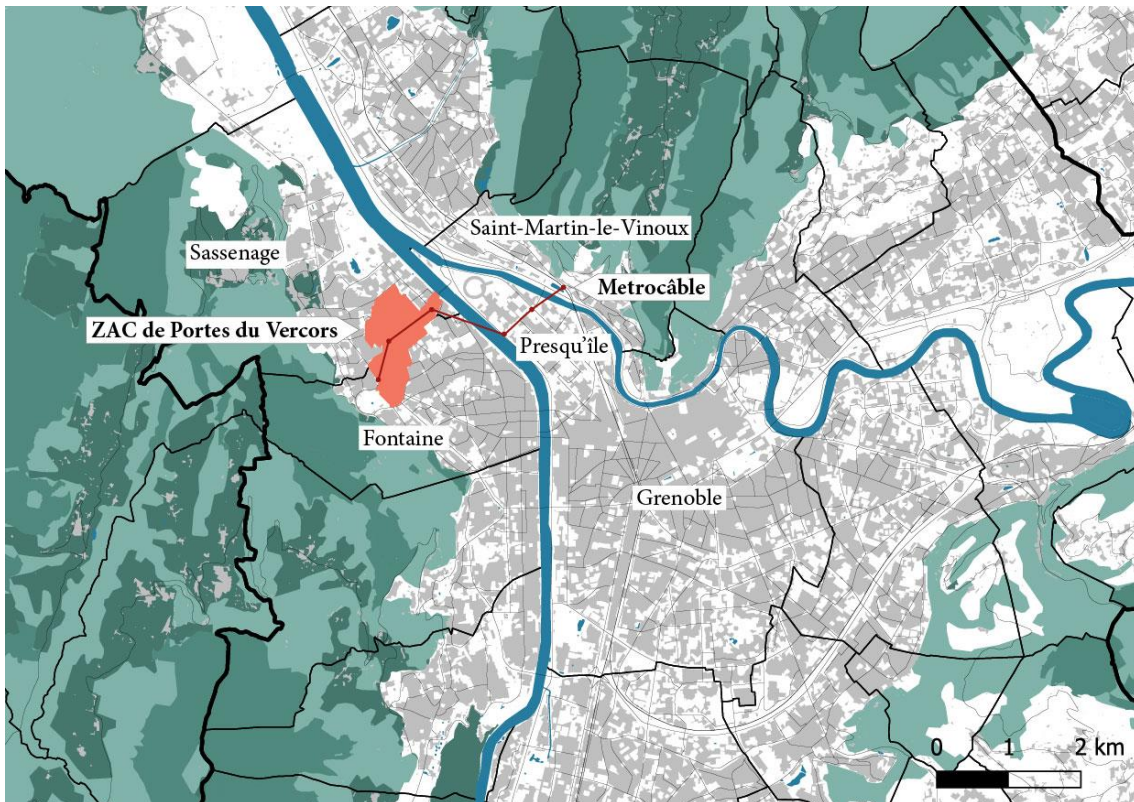 Saint-Martin-le-Vinoux
Sassenage
Metrocâble
ZAC de Portes du Vercors
Presqu'île
Fontaine
Grenoble
0 1 2 km